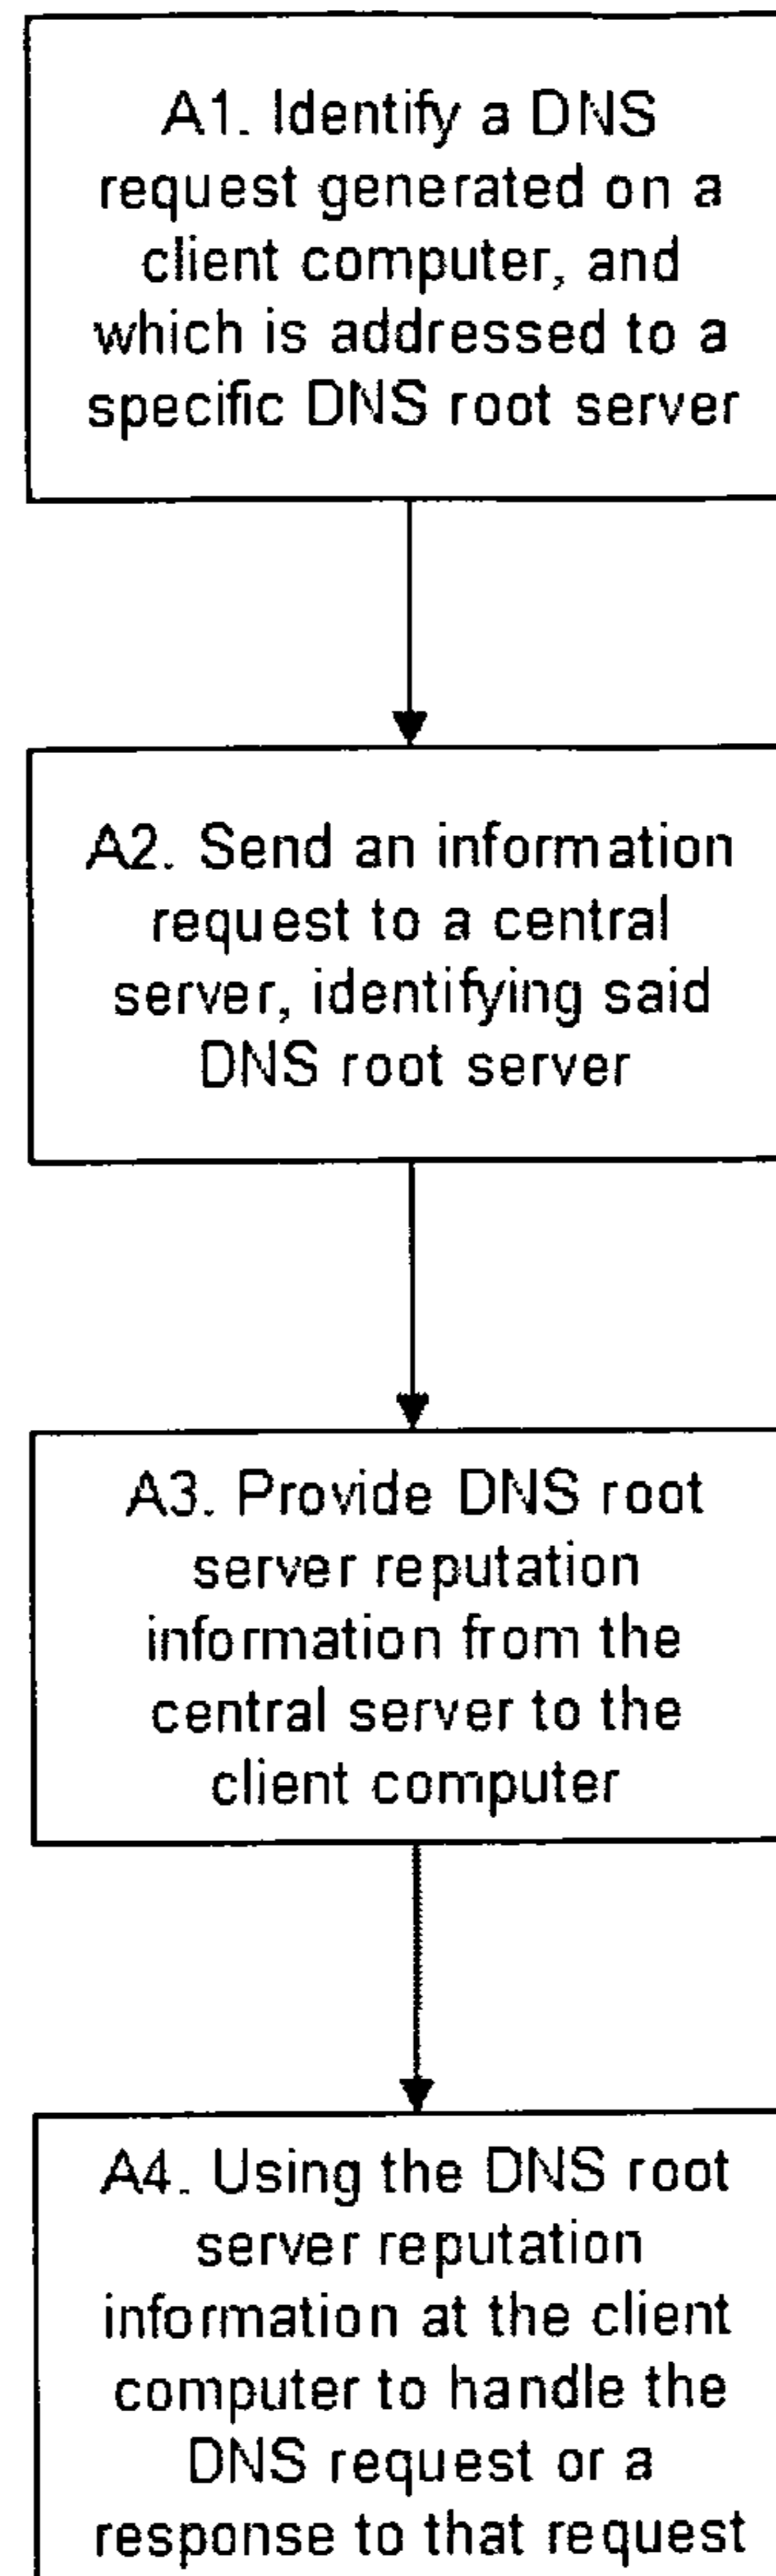 A1. Identify a DNS
request generated on a
client computer, and
which is addressed to a
specific DNS root server
A2. Send an information
request to a central
server, identifying said
DNS root server
A3. Provide DNS root
server reputation
information from the
central server to the
client computer
A4. Using the DNS root
server reputation
information at the client
computer to handle the
DNS request or a
response to that request